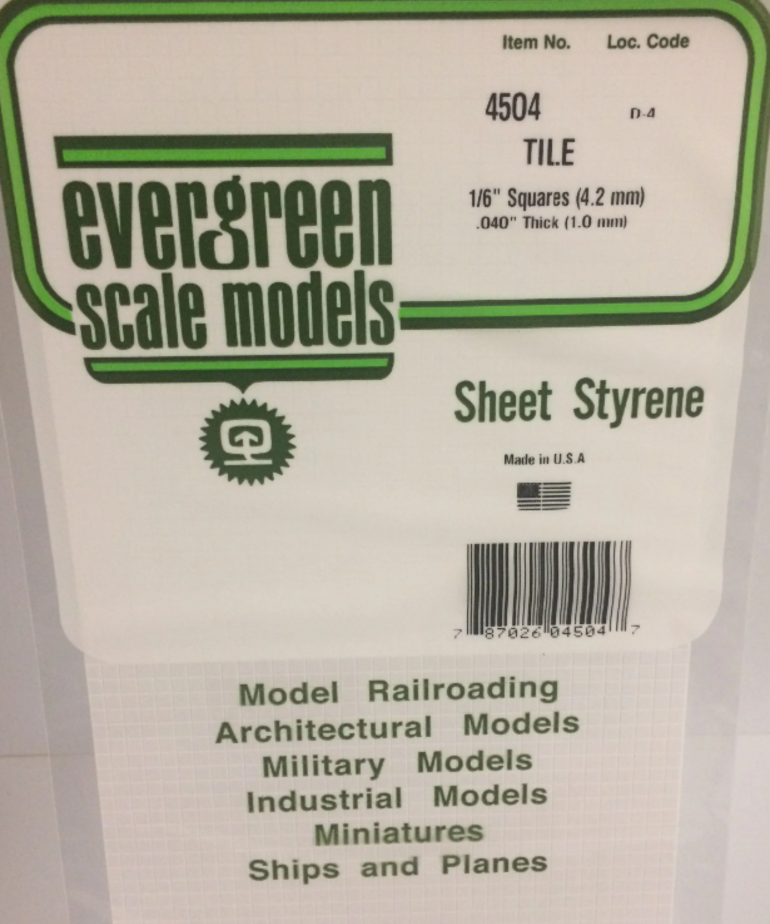 Item No. Loc. Code
4504 D-4
TILE
1/6" Squares (4.2 mm)
.040" Thick (1.0 mm)
evergreen
scale models
Sheet Styrene
Made in U.S.A
7 87026 04504 7
Model Railroading
Architectural Models
Military Models
Industrial Models
Miniatures
Ships and Planes